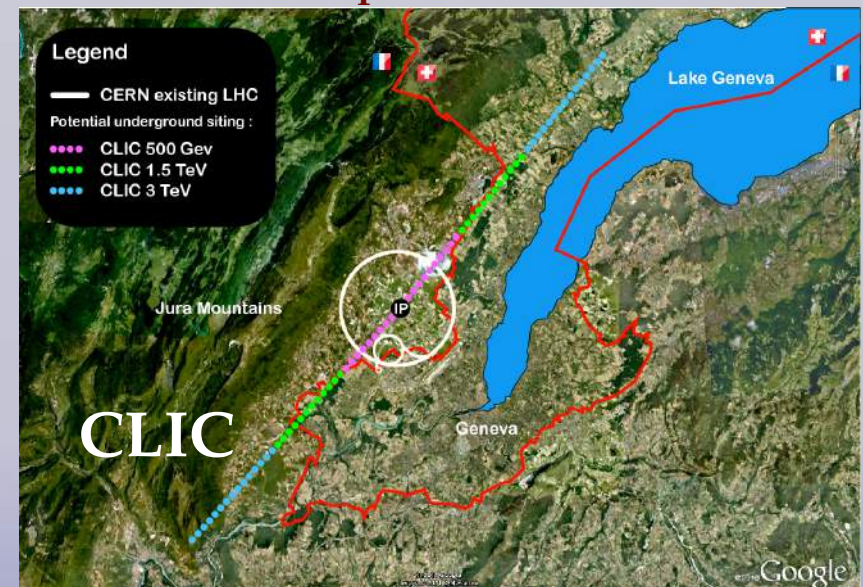 Legend
CERN existing LHC
Potential underground siting :
CLIC 500 Gev
CLIC 1.5 TeV
CLIC 3 TeV
Lake Geneva
Jura Mountains
IP
CLIC
Geneva
Google